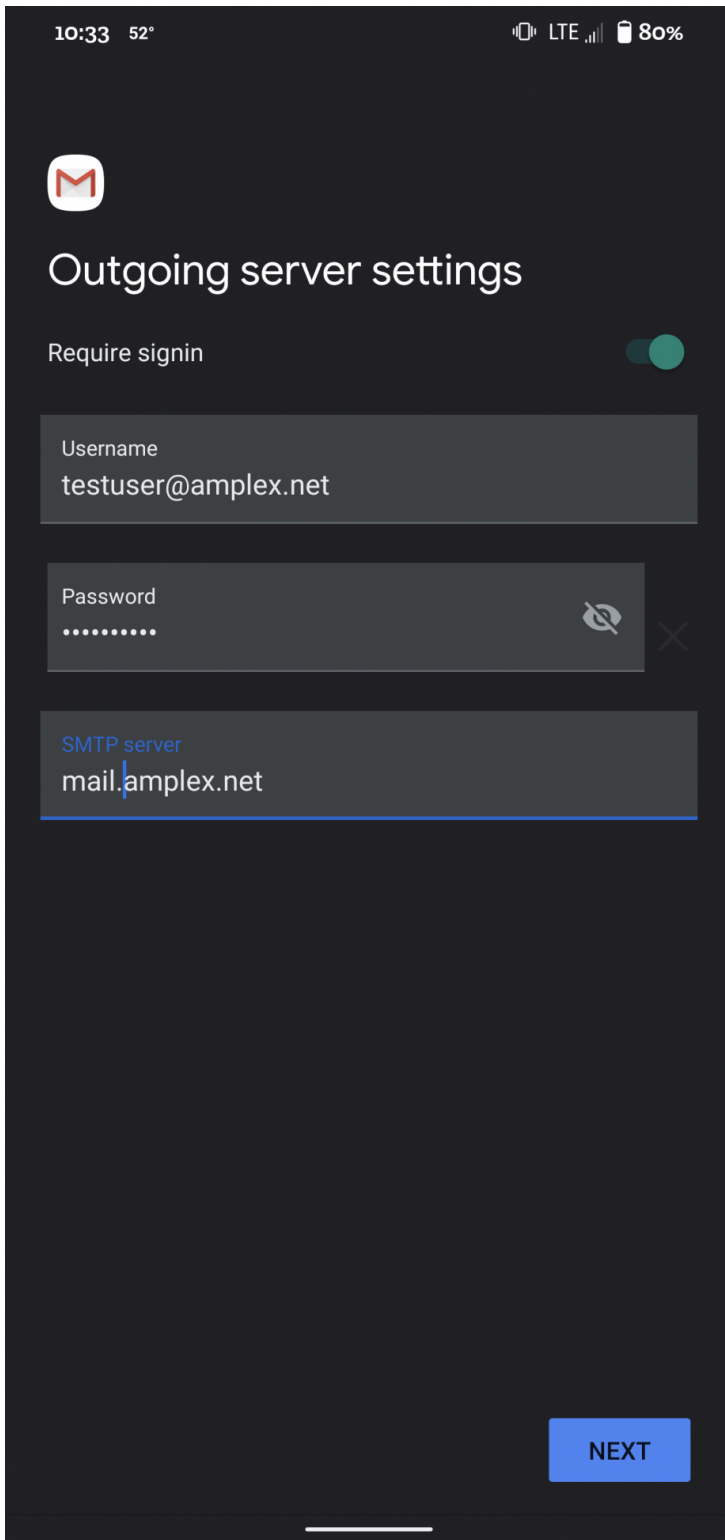 10:33 52° LTE 80%
Outgoing server settings
Require signin
Username
testuser@amplex.net
Password
••••••••••
SMTP server
mail.amplex.net
NEXT